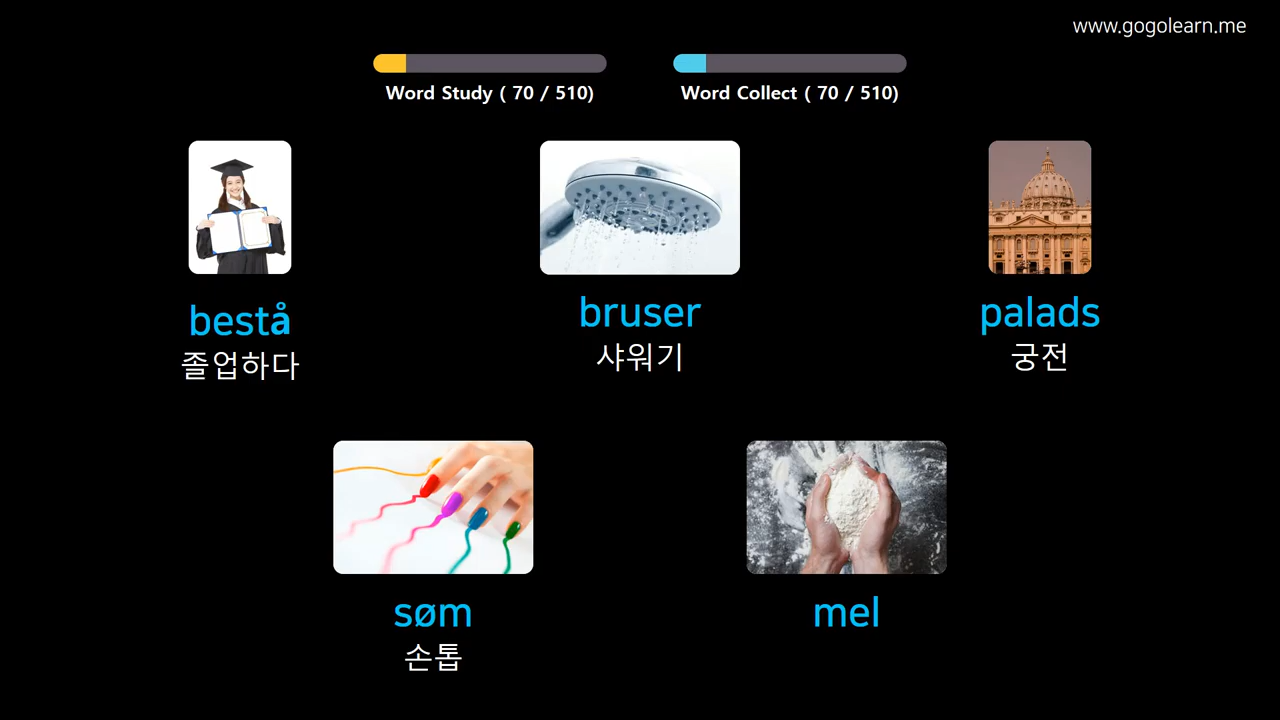 www.gogolearn.me
Word Study ( 70 / 510)
Word Collect ( 70 / 510)
bestå
졸업하다
bruser
샤워기
palads
궁전
søm
손톱
mel